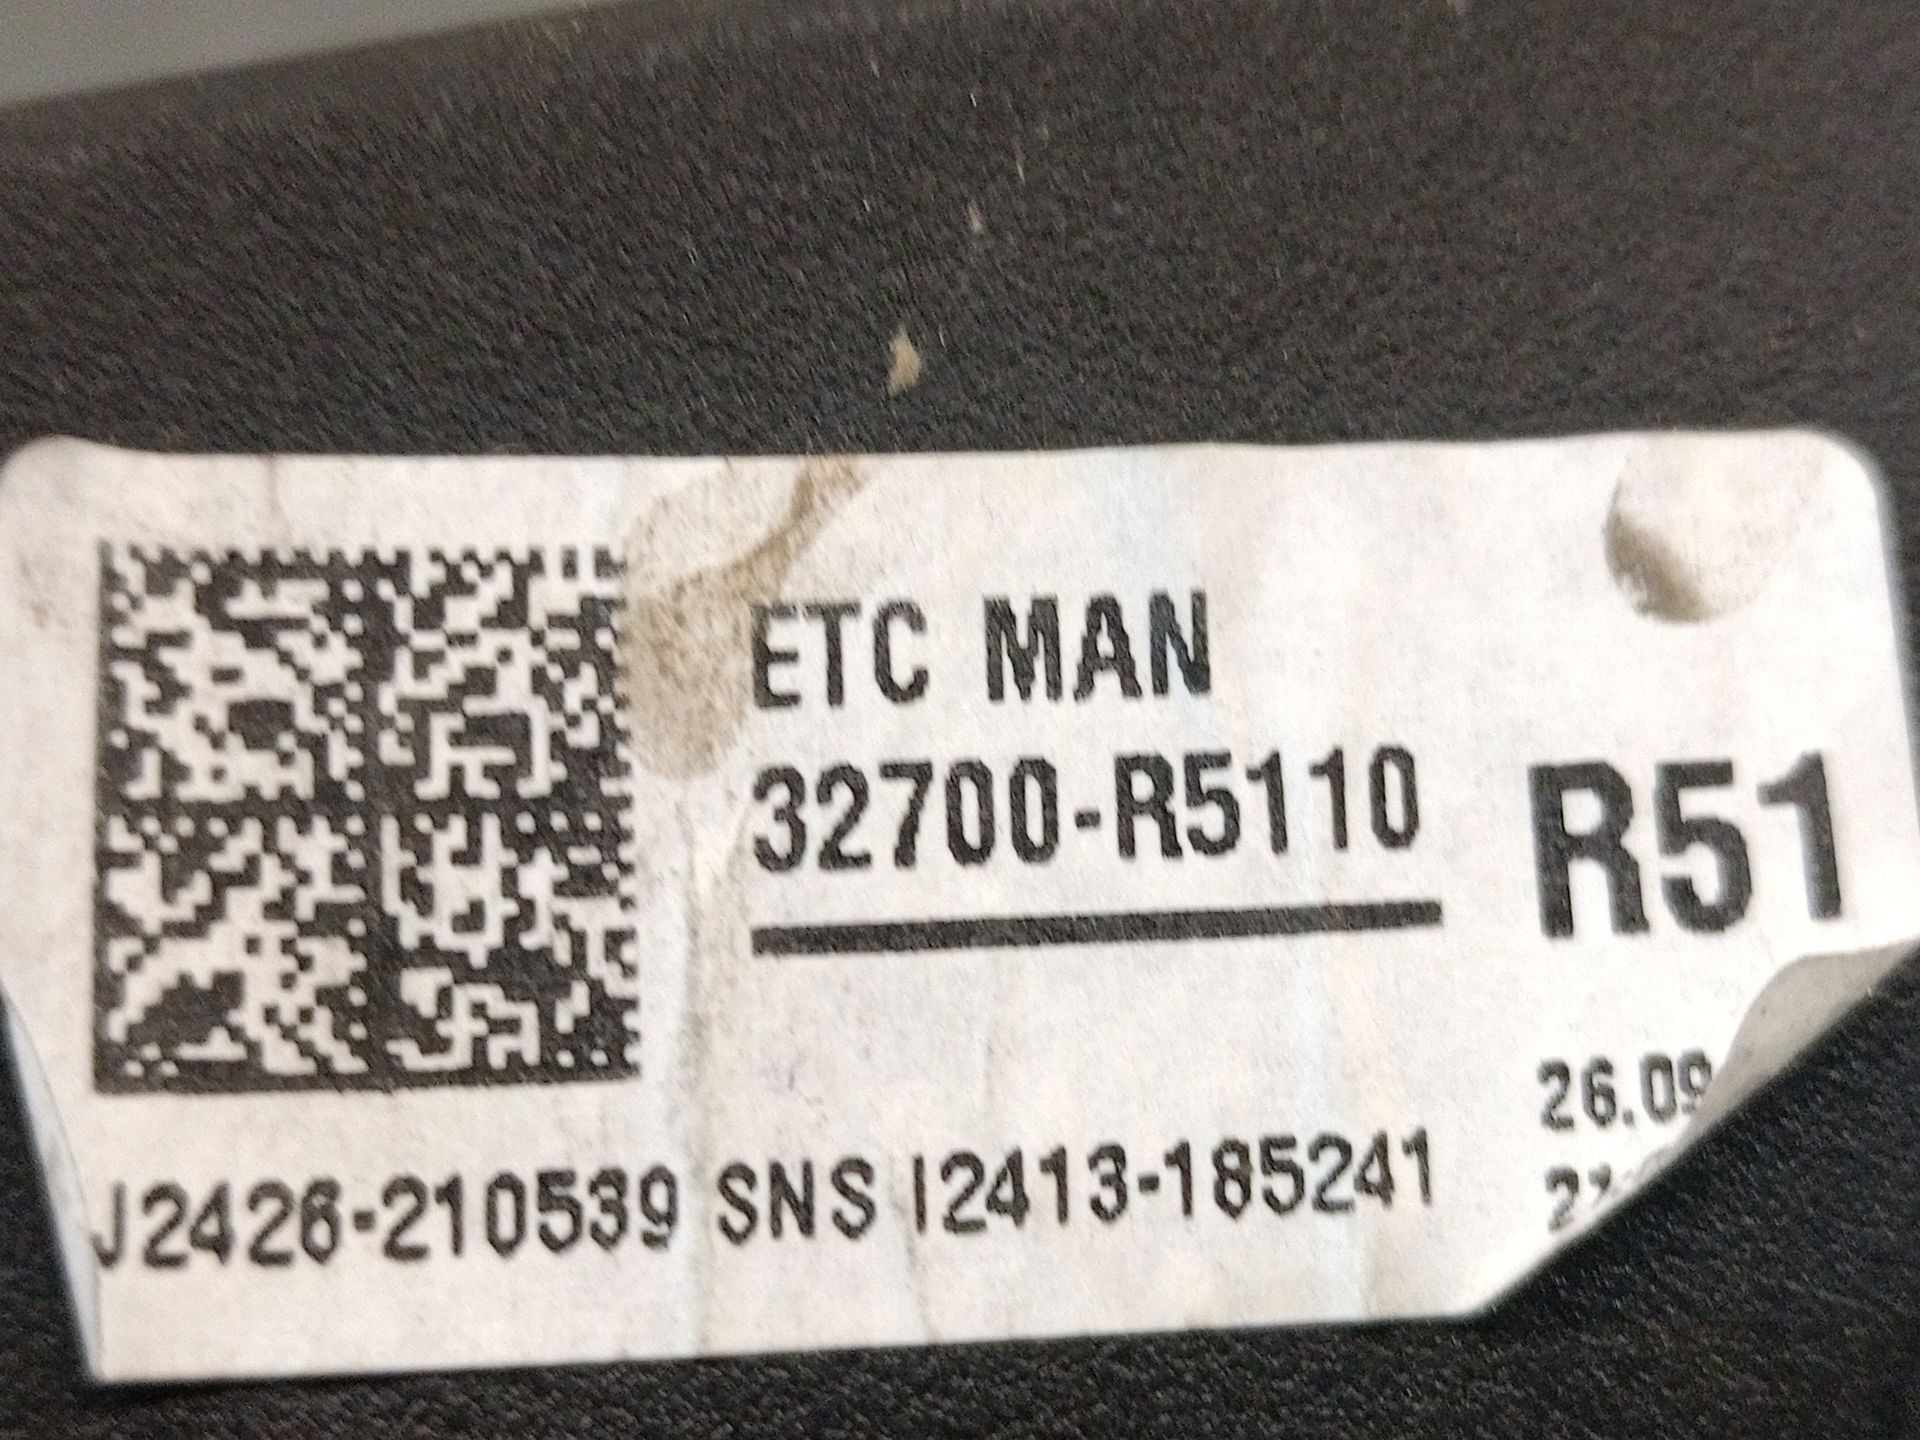 ETC MAN
32700-R5110
R51
26.09
J2426-210539 SNS I2413-185241